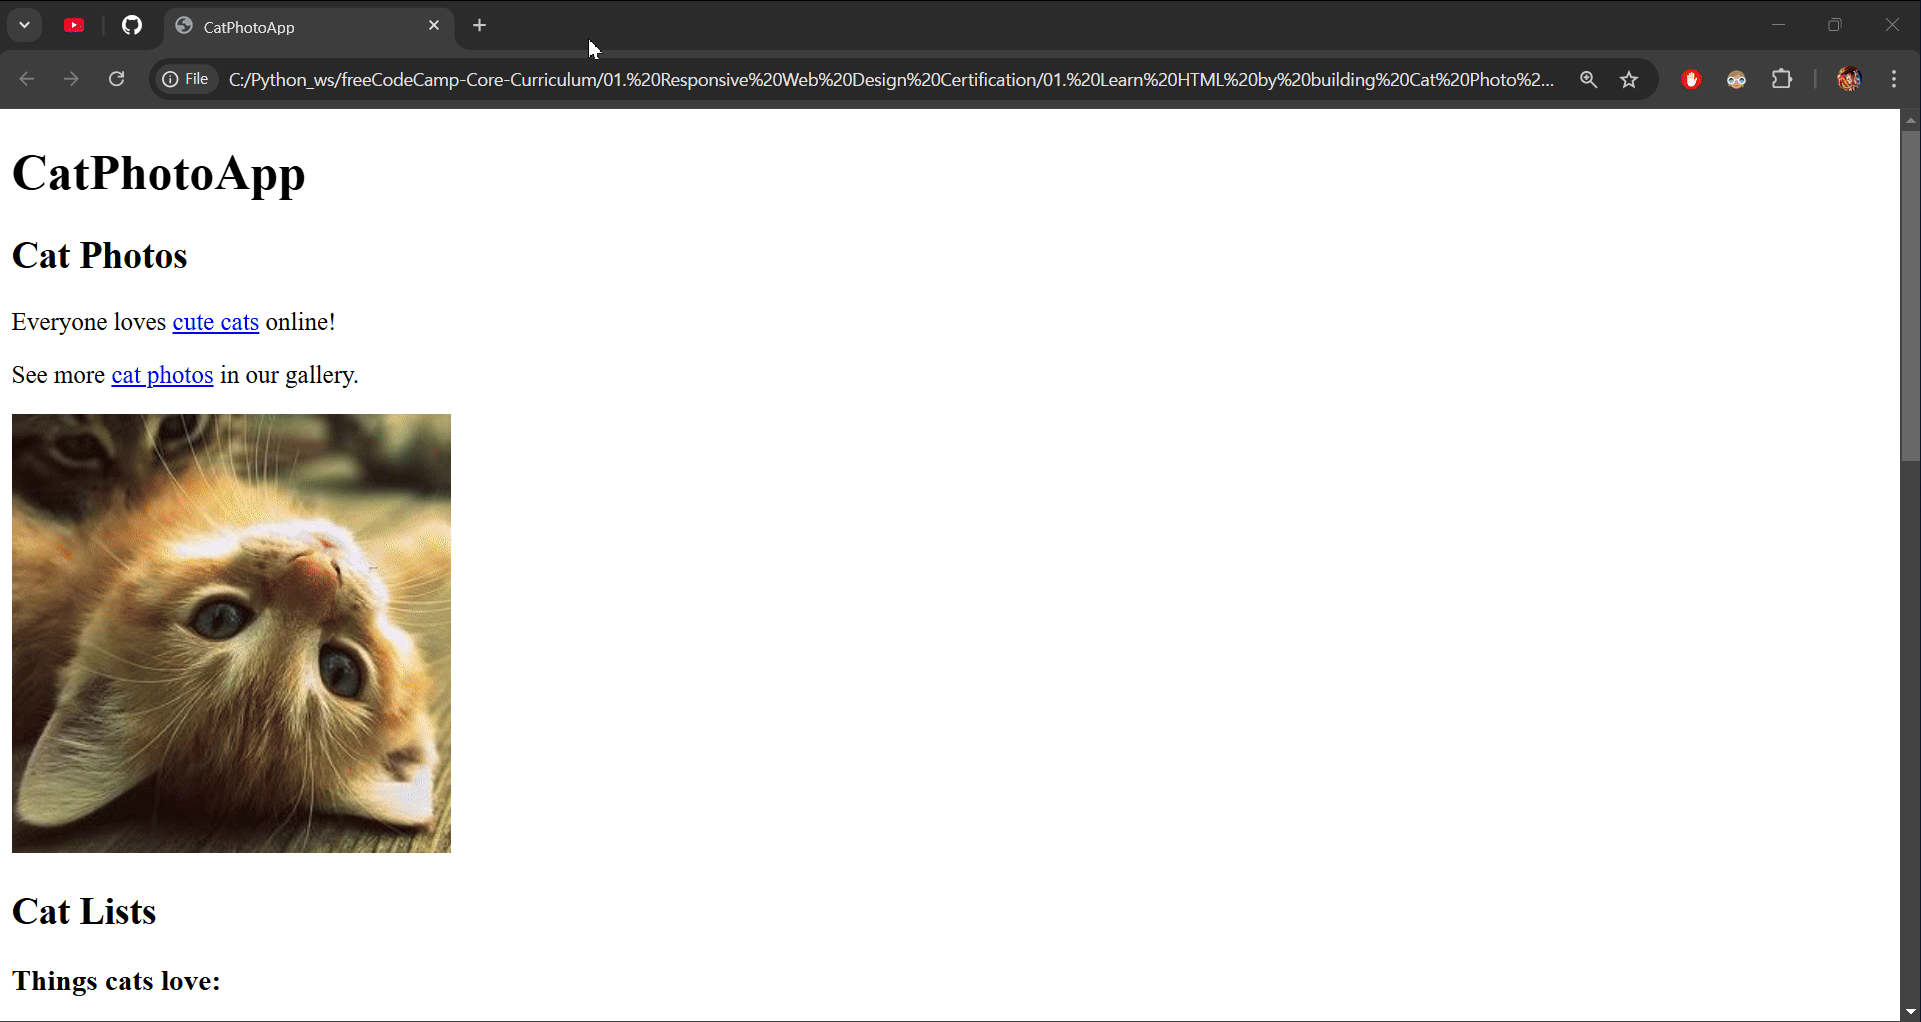 CatPhotoApp
File C:/Python_ws/freeCodeCamp-Core-Curriculum/01.%20Responsive%20Web%20Design%20Certification/01.%20Learn%20HTML%20by%20building%20Cat%20Photo%2...
CatPhotoApp
Cat Photos
Everyone loves cute cats online!
See more cat photos in our gallery.
Cat Lists
Things cats love: